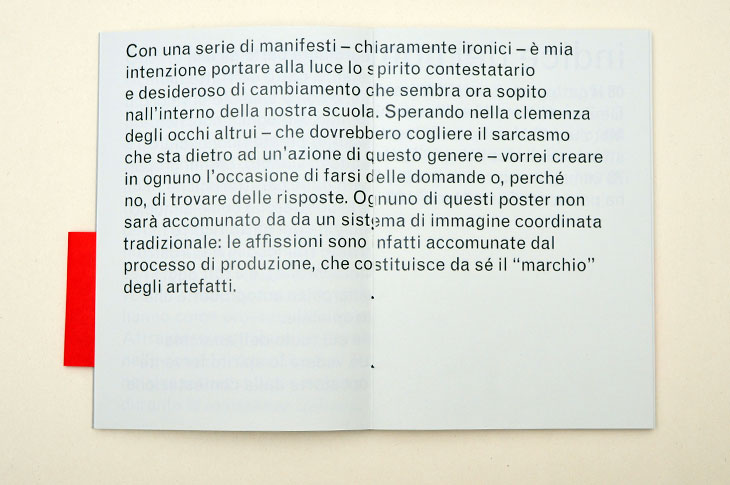 Con una serie di manifesti – chiaramente ironici – è mia
intenzione portare alla luce lo spirito contestatario
e desideroso di cambiamento che sembra ora sopito
nall'interno della nostra scuola. Sperando nella clemenza
degli occhi altrui – che dovrebbero cogliere il sarcasmo
che sta dietro ad un'azione di questo genere – vorrei creare
in ognuno l'occasione di farsi delle domande o, perché
no, di trovare delle risposte. Ognuno di questi poster non
sarà accomunato da da un sistema di immagine coordinata
tradizionale: le affissioni sono infatti accomunate dal
processo di produzione, che costituisce da sé il “marchio”
degli artefatti.